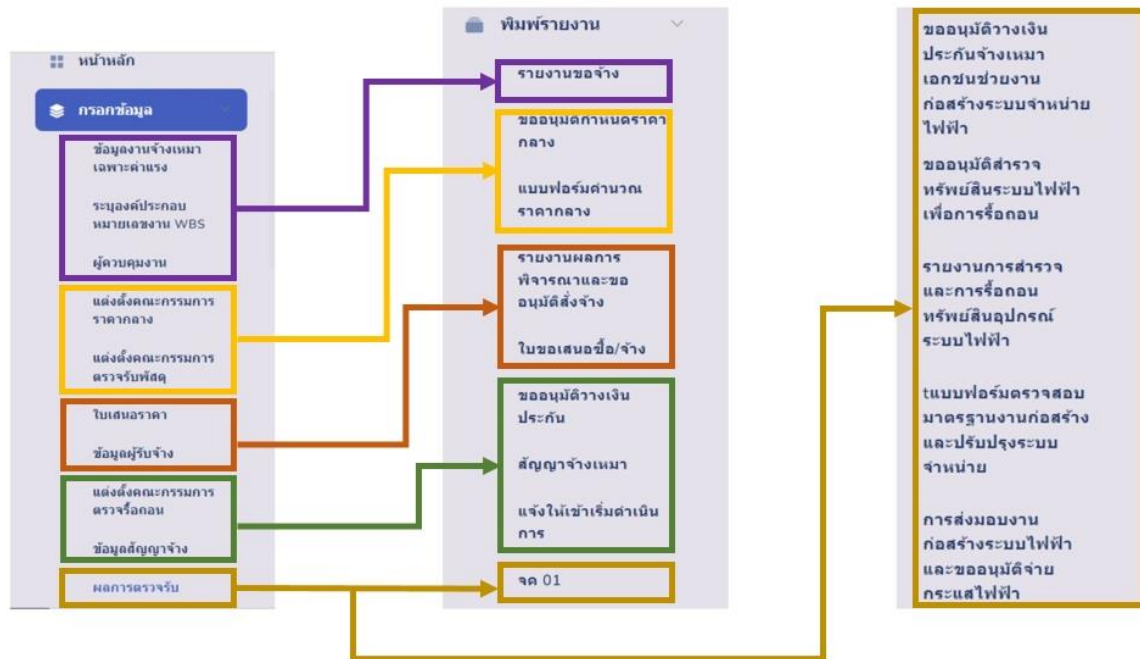 หน้าหลัก
กรอกข้อมูล
ข้อมูลงานจ้างเหมา
เฉพาะค่าแรง
ระบุองค์ประกอบ
หมายเลขงาน WBS
ผู้ควบคุมงาน
แต่งตั้งคณะกรรมการ
ราคากลาง
แต่งตั้งคณะกรรมการ
ตรวจรับพัสดุ
ใบเสนอราคา
ข้อมูลผู้รับจ้าง
แต่งตั้งคณะกรรมการ
ตรวจรื้อถอน
ข้อมูลสัญญาจ้าง
ผลการตรวจรับ
พิมพ์รายงาน
รายงานขอจ้าง
ขออนุมัติกำหนดราคา
กลาง
แบบฟอร์มคำนวณ
ราคากลาง
รายงานผลการ
พิจารณาและขอ
อนุมัติสั่งจ้าง
ใบขอเสนอซื้อ/จ้าง
ขออนุมัติวางเงิน
ประกัน
สัญญาจ้างเหมา
แจ้งให้เข้าเริ่มดำเนิน
การ
จค 01
ขออนุมัติวางเงิน
ประกันจ้างเหมา
เอกชนช่วยงาน
ก่อสร้างระบบจำหน่าย
ไฟฟ้า
ขออนุมัติสำรวจ
ทรัพย์สินระบบไฟฟ้า
เพื่อการรื้อถอน
รายงานการสำรวจ
และการรื้อถอน
ทรัพย์สินอุปกรณ์
ระบบไฟฟ้า
tแบบฟอร์มตรวจสอบ
มาตรฐานงานก่อสร้าง
และปรับปรุงระบบ
จำหน่าย
การส่งมอบงาน
ก่อสร้างระบบไฟฟ้า
และขออนุมัติจ่าย
กระแสไฟฟ้า